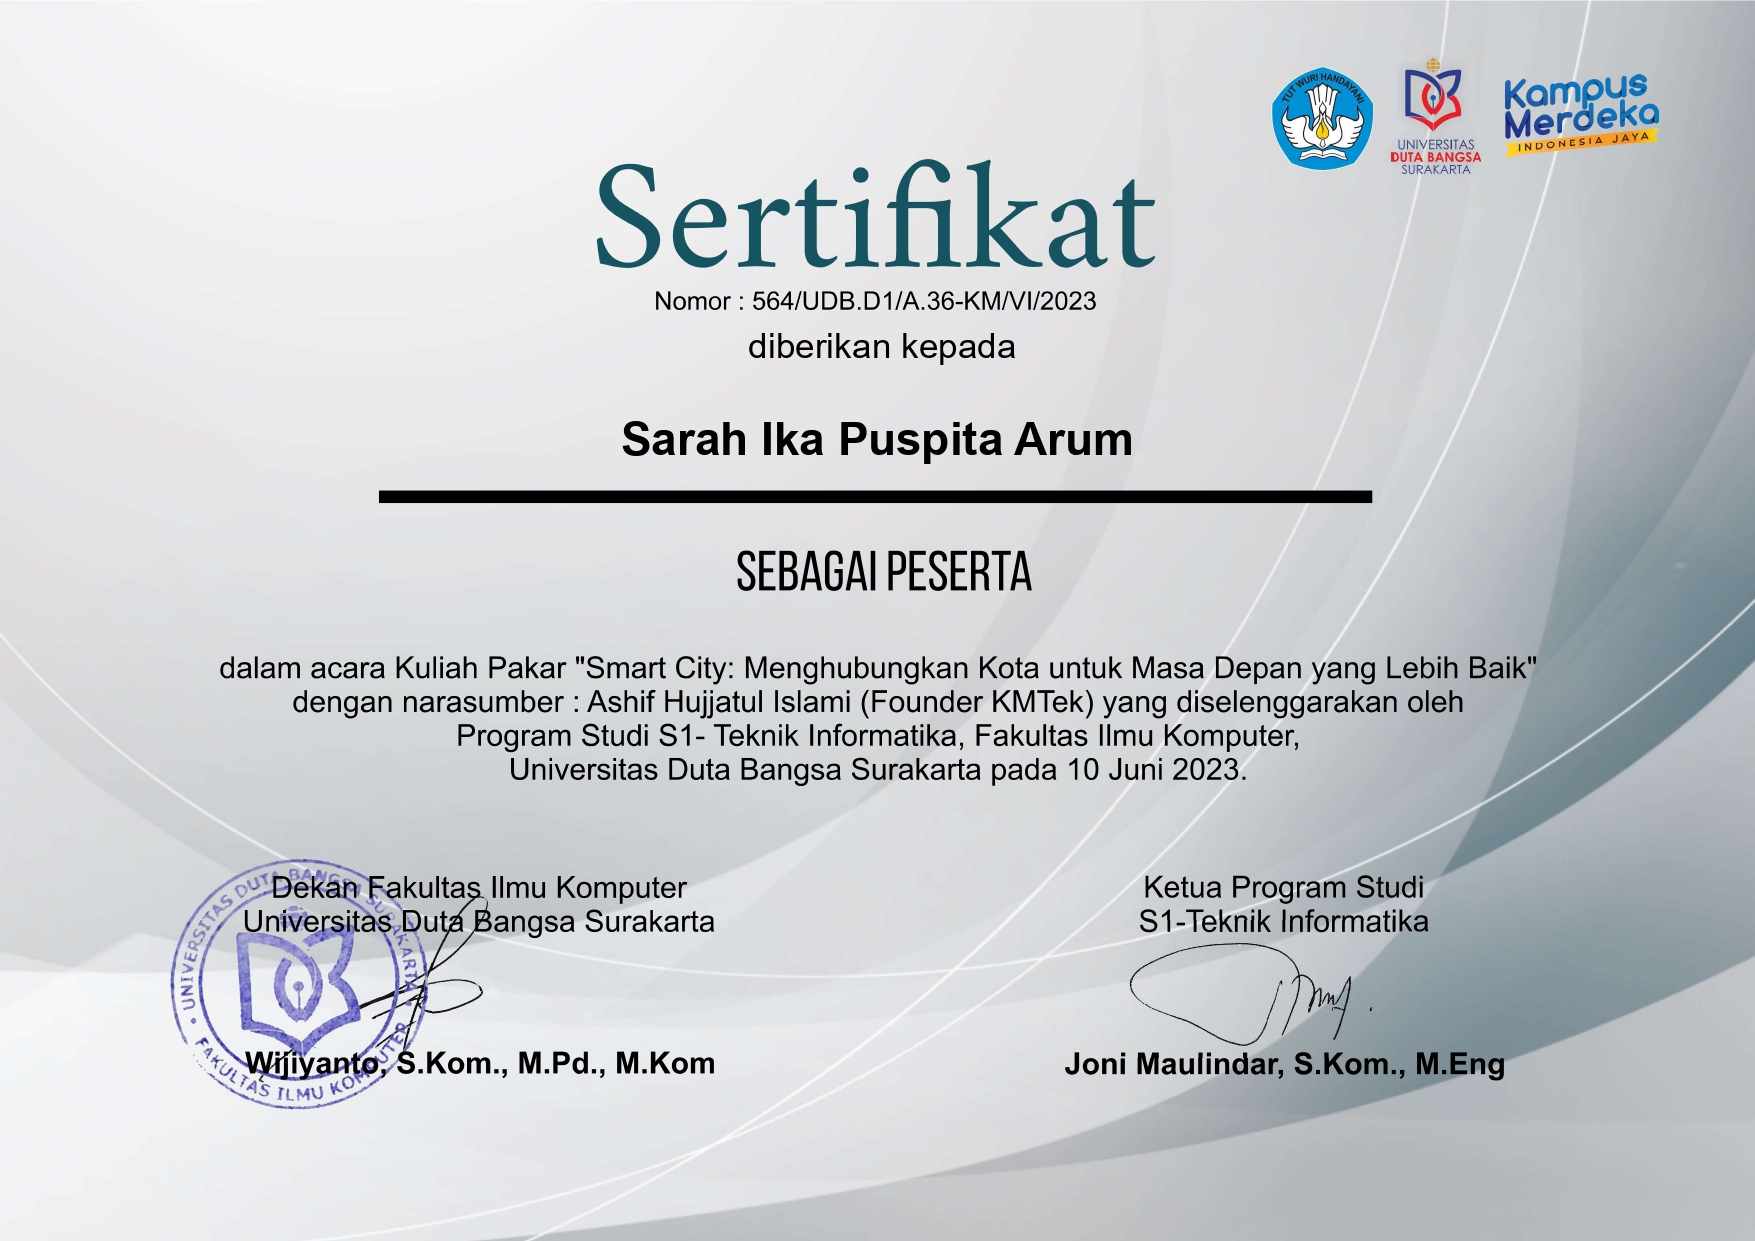 TUT WURI HANDAYANI
UNIVERSITAS
DUTA BANGSA
SURAKARTA
Kampus
Merdeka
INDONESIA JAYA
Sertifikat
Nomor : 564/UDB.D1/A.36-KM/VI/2023
diberikan kepada
Sarah Ika Puspita Arum
SEBAGAI PESERTA
dalam acara Kuliah Pakar "Smart City: Menghubungkan Kota untuk Masa Depan yang Lebih Baik"
dengan narasumber : Ashif Hujjatul Islami (Founder KMTek) yang diselenggarakan oleh
Program Studi S1- Teknik Informatika, Fakultas Ilmu Komputer,
Universitas Duta Bangsa Surakarta pada 10 Juni 2023.
Dekan Fakultas Ilmu Komputer
Universitas Duta Bangsa Surakarta
UNIVERSITAS DUTA BANGSA SURAKARTA
FAKULTAS ILMU KOMPUTER
Wijiyanto, S.Kom., M.Pd., M.Kom
Ketua Program Studi
S1-Teknik Informatika
Joni Maulindar, S.Kom., M.Eng